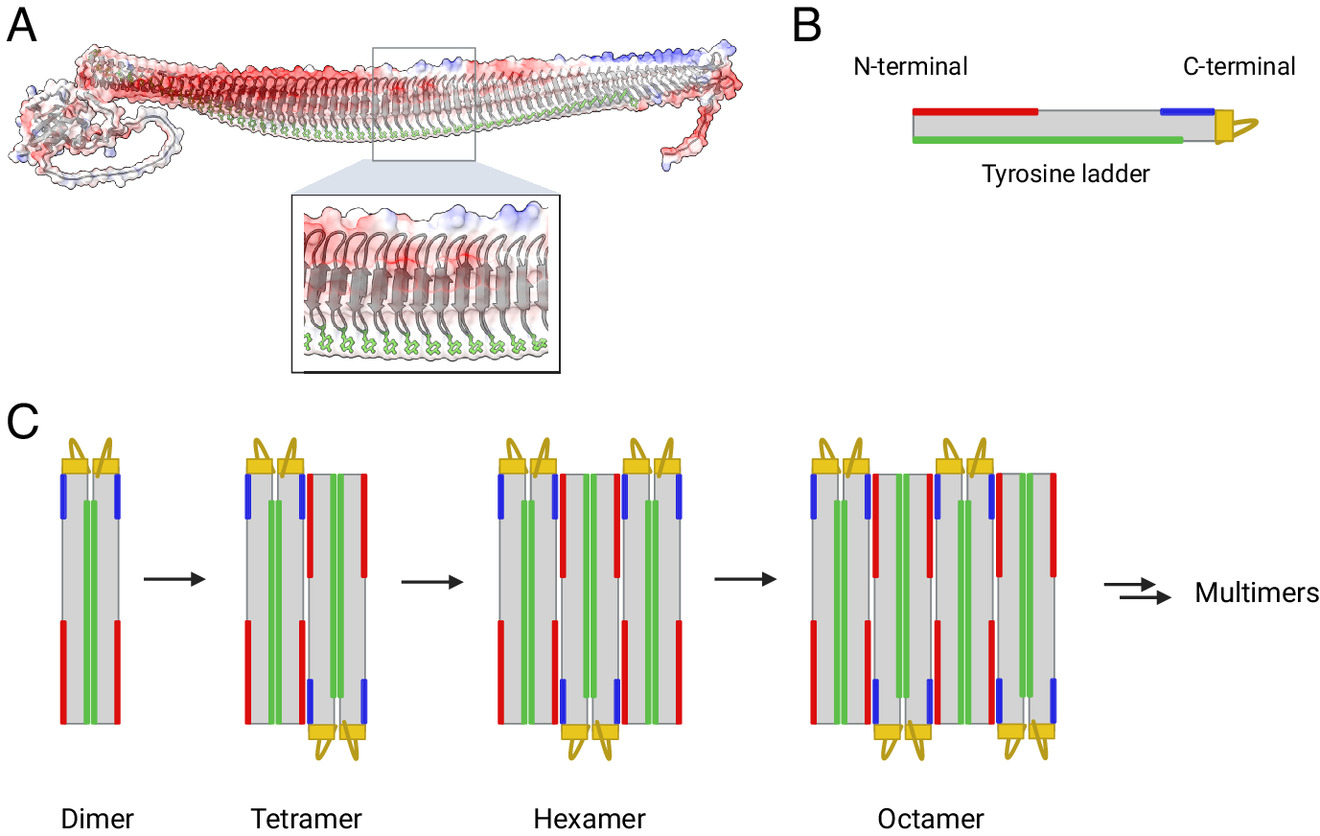 A
B
N-terminal
C-terminal
Tyrosine ladder
C
Multimers
Dimer
Tetramer
Hexamer
Octamer